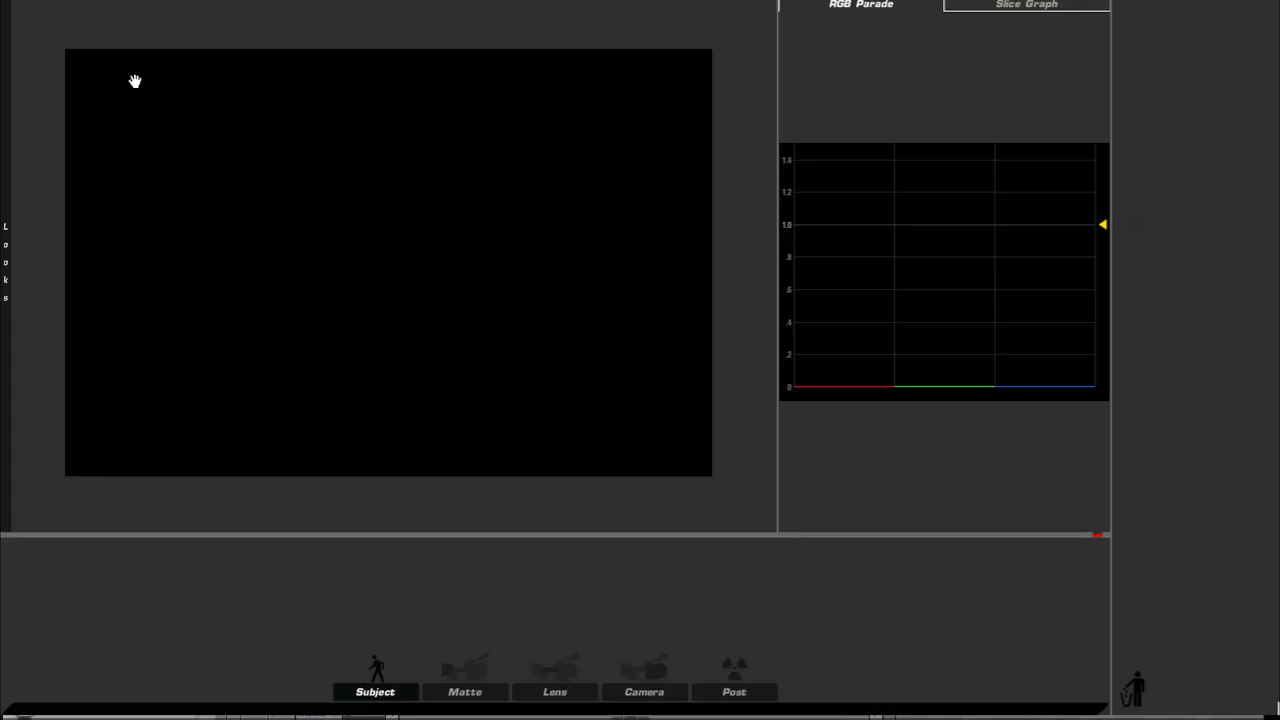 RGB Parade
Slice Graph
L
o
o
k
s
1.4
1.2
1.0
.8
.6
.4
.2
0
Subject
Matte
Lens
Camera
Post